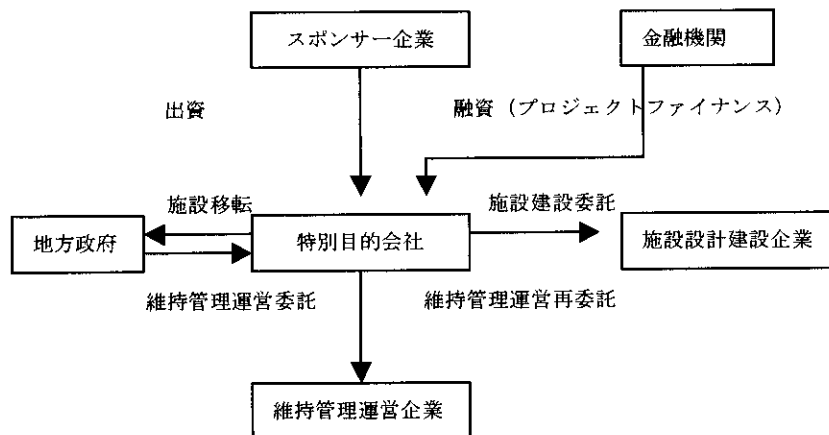 スポンサー企業
金融機関
出資
融資（プロジェクトファイナンス）
施設移転
施設建設委託
地方政府
特別目的会社
施設設計建設企業
維持管理運営委託
維持管理運営再委託
維持管理運営企業